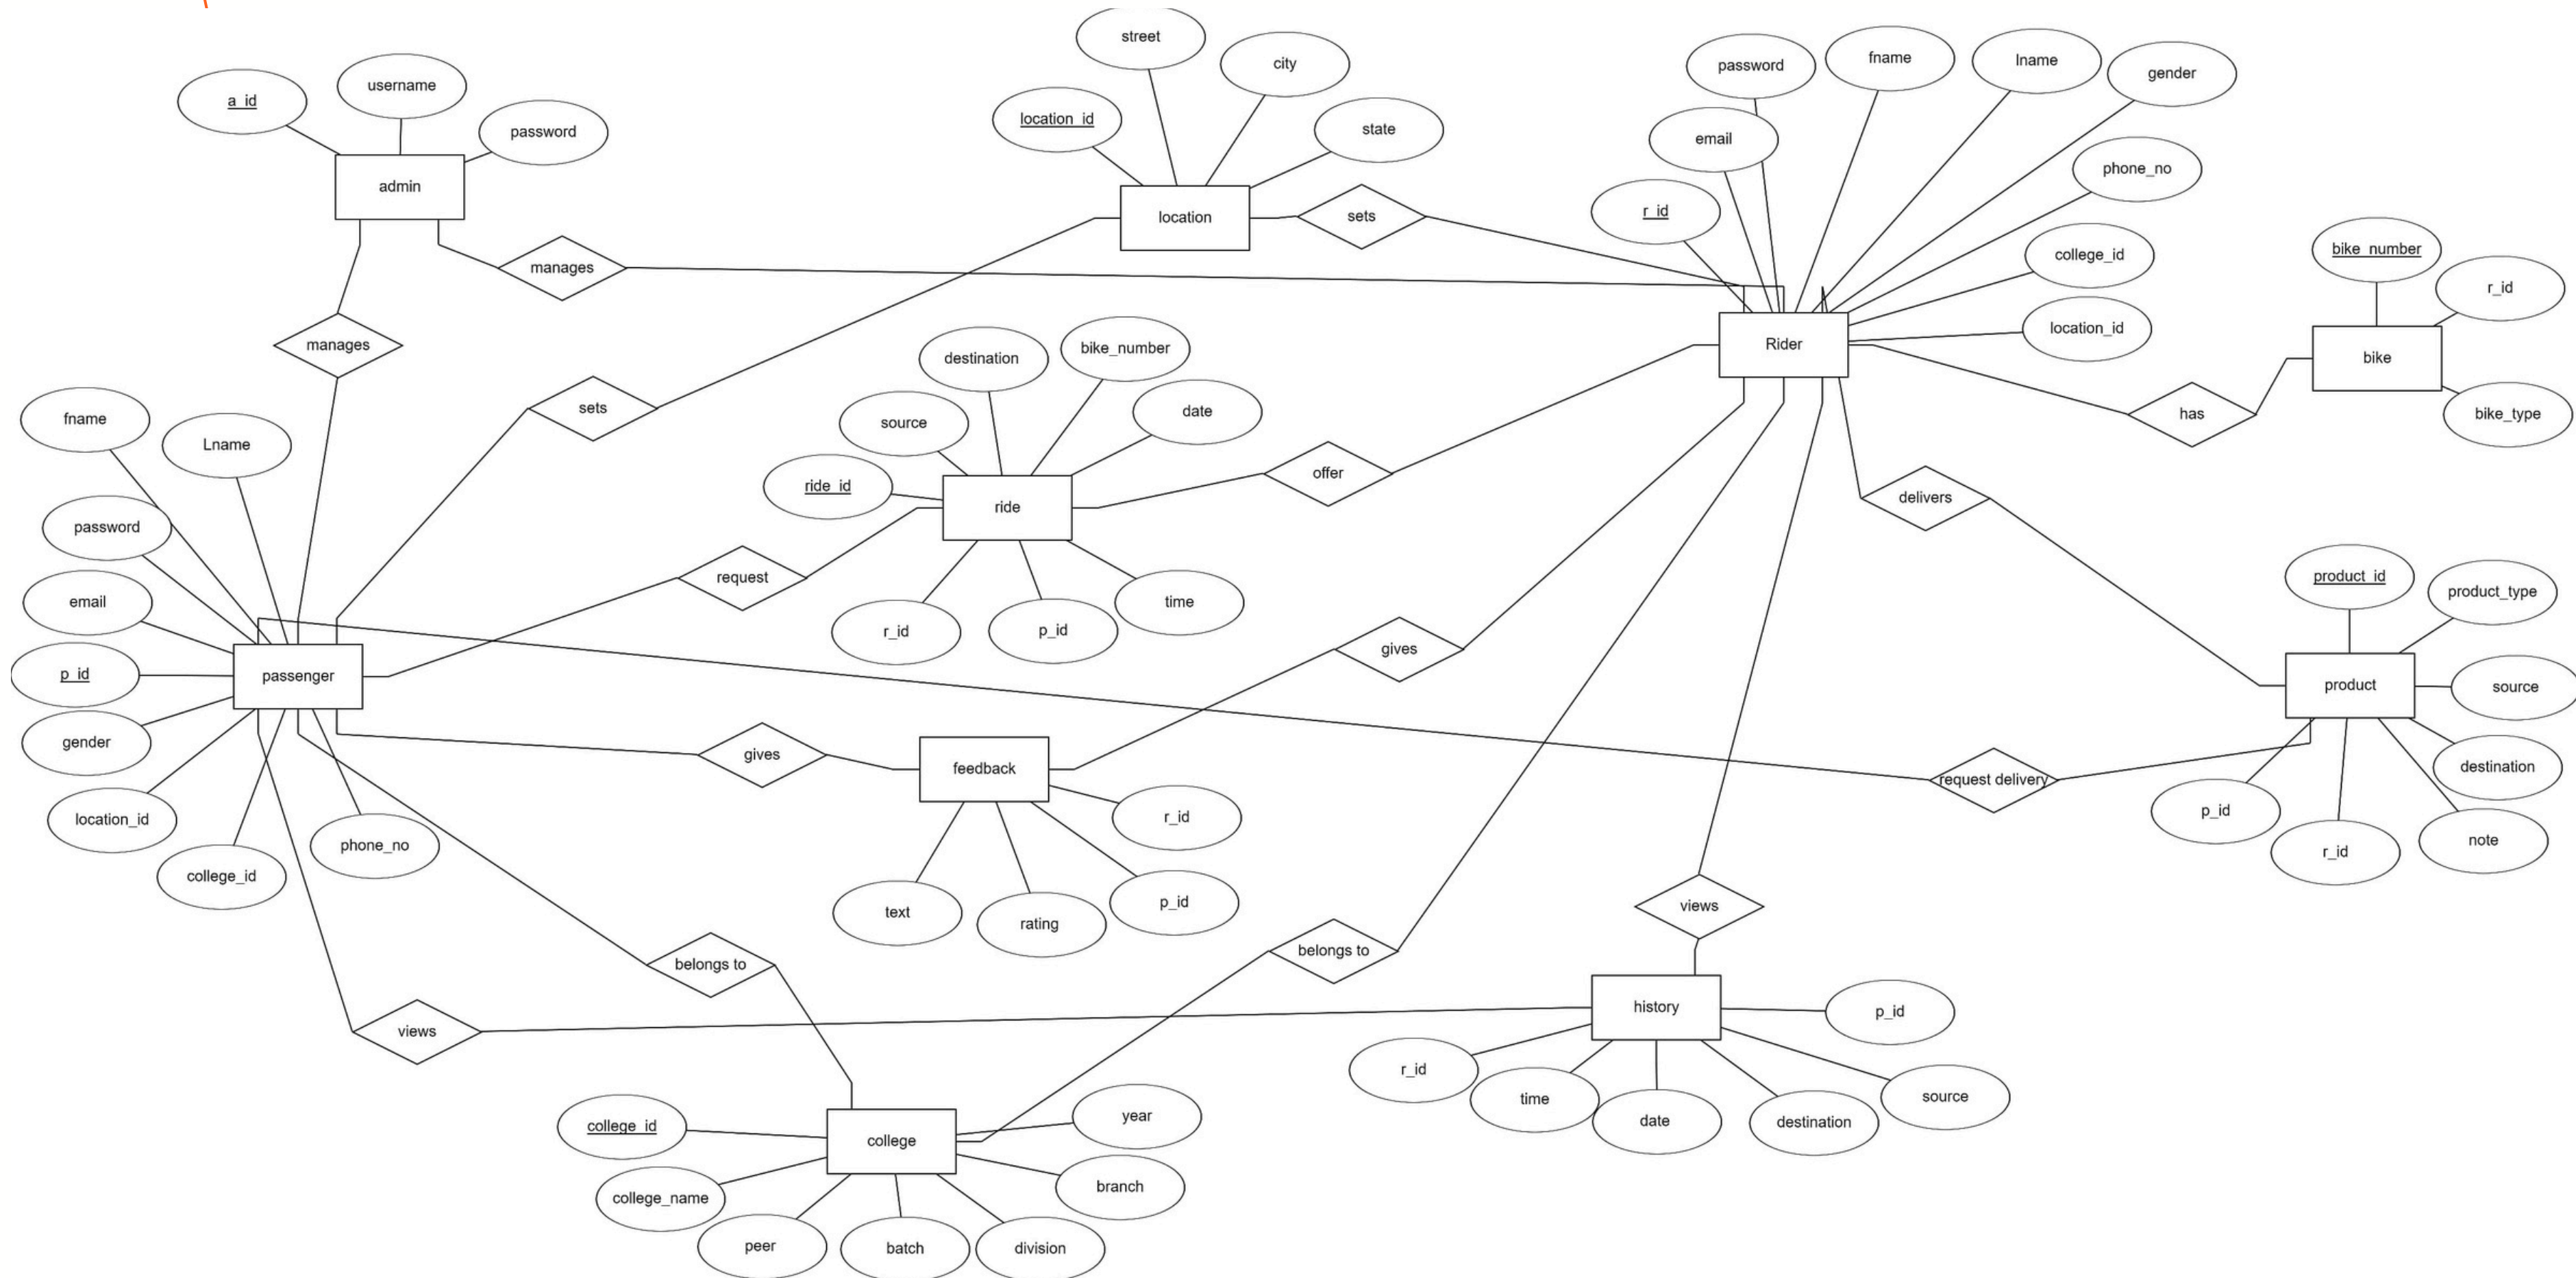 street
city
location_id
state
sets
location
a_id
username
password
admin
manages
manages
password
fname
lname
gender
email
phone_no
r_id
college_id
location_id
Rider
bike_number
r_id
bike
bike_type
has
sets
destination
bike_number
source
date
ride_id
ride
offer
request
r_id
p_id
time
delivers
fname
Lname
password
email
p_id
passenger
gender
location_id
college_id
phone_no
gives
gives
feedback
r_id
p_id
text
rating
product_id
product_type
product
source
destination
request delivery
p_id
r_id
note
belongs to
belongs to
views
views
history
p_id
r_id
time
date
destination
source
college_id
year
college
college_name
branch
peer
batch
division